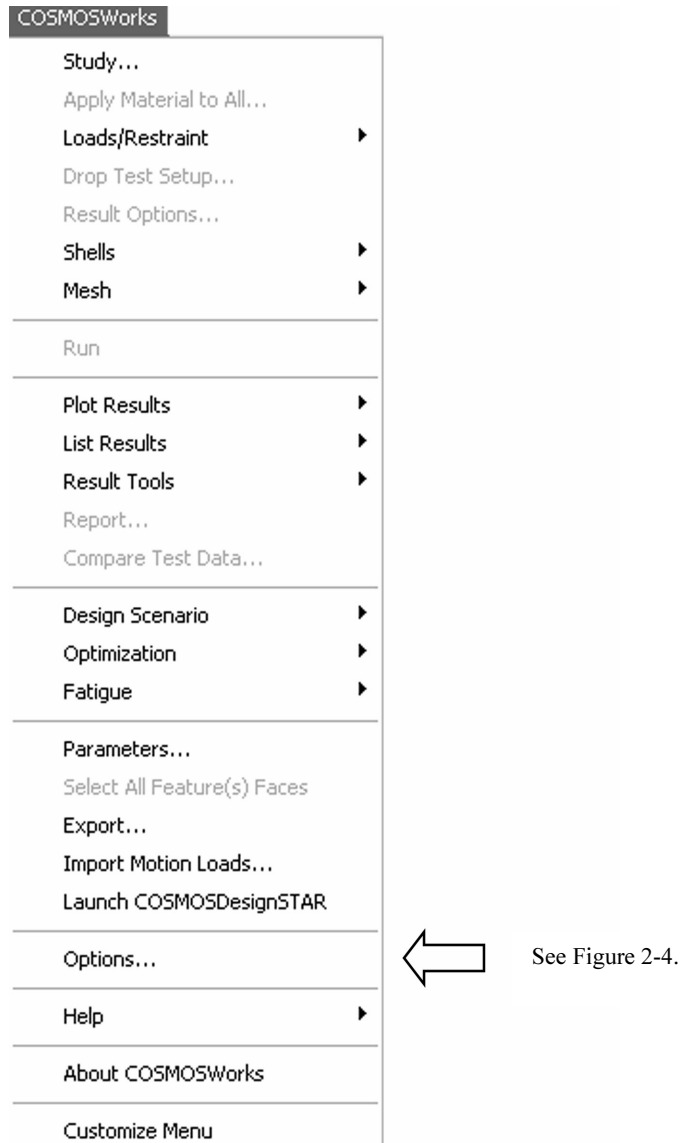 COSMOSWorks
Study...
Apply Material to All...
Loads/Restraint
Drop Test Setup...
Result Options...
Shells
Mesh
Run
Plot Results
List Results
Result Tools
Report...
Compare Test Data...
Design Scenario
Optimization
Fatigue
Parameters...
Select All Feature(s) Faces
Export...
Import Motion Loads...
Launch COSMOSDesignSTAR
Options...
See Figure 2-4.
Help
About COSMOSWorks
Customize Menu